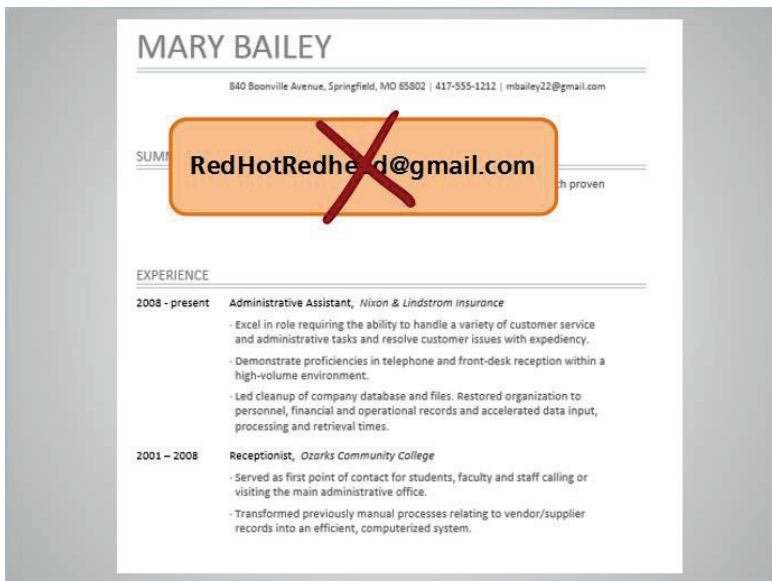 MARY BAILEY
840 Boonville Avenue, Springfield, MO 65802 | 417-555-1212 | mbailey22@gmail.com
RedHotRedhead@gmail.com
proven
EXPERIENCE
2008 - present Administrative Assistant, Nixon & Lindstrom Insurance
· Excel in role requiring the ability to handle a variety of customer service
and administrative tasks and resolve customer issues with expediency.
· Demonstrate proficiencies in telephone and front-desk reception within a
high-volume environment.
· Led cleanup of company database and files. Restored organization to
personnel, financial and operational records and accelerated data input,
processing and retrieval times.
2001 – 2008 Receptionist, Ozarks Community College
· Served as first point of contact for students, faculty and staff calling or
visiting the main administrative office.
· Transformed previously manual processes relating to vendor/supplier
records into an efficient, computerized system.